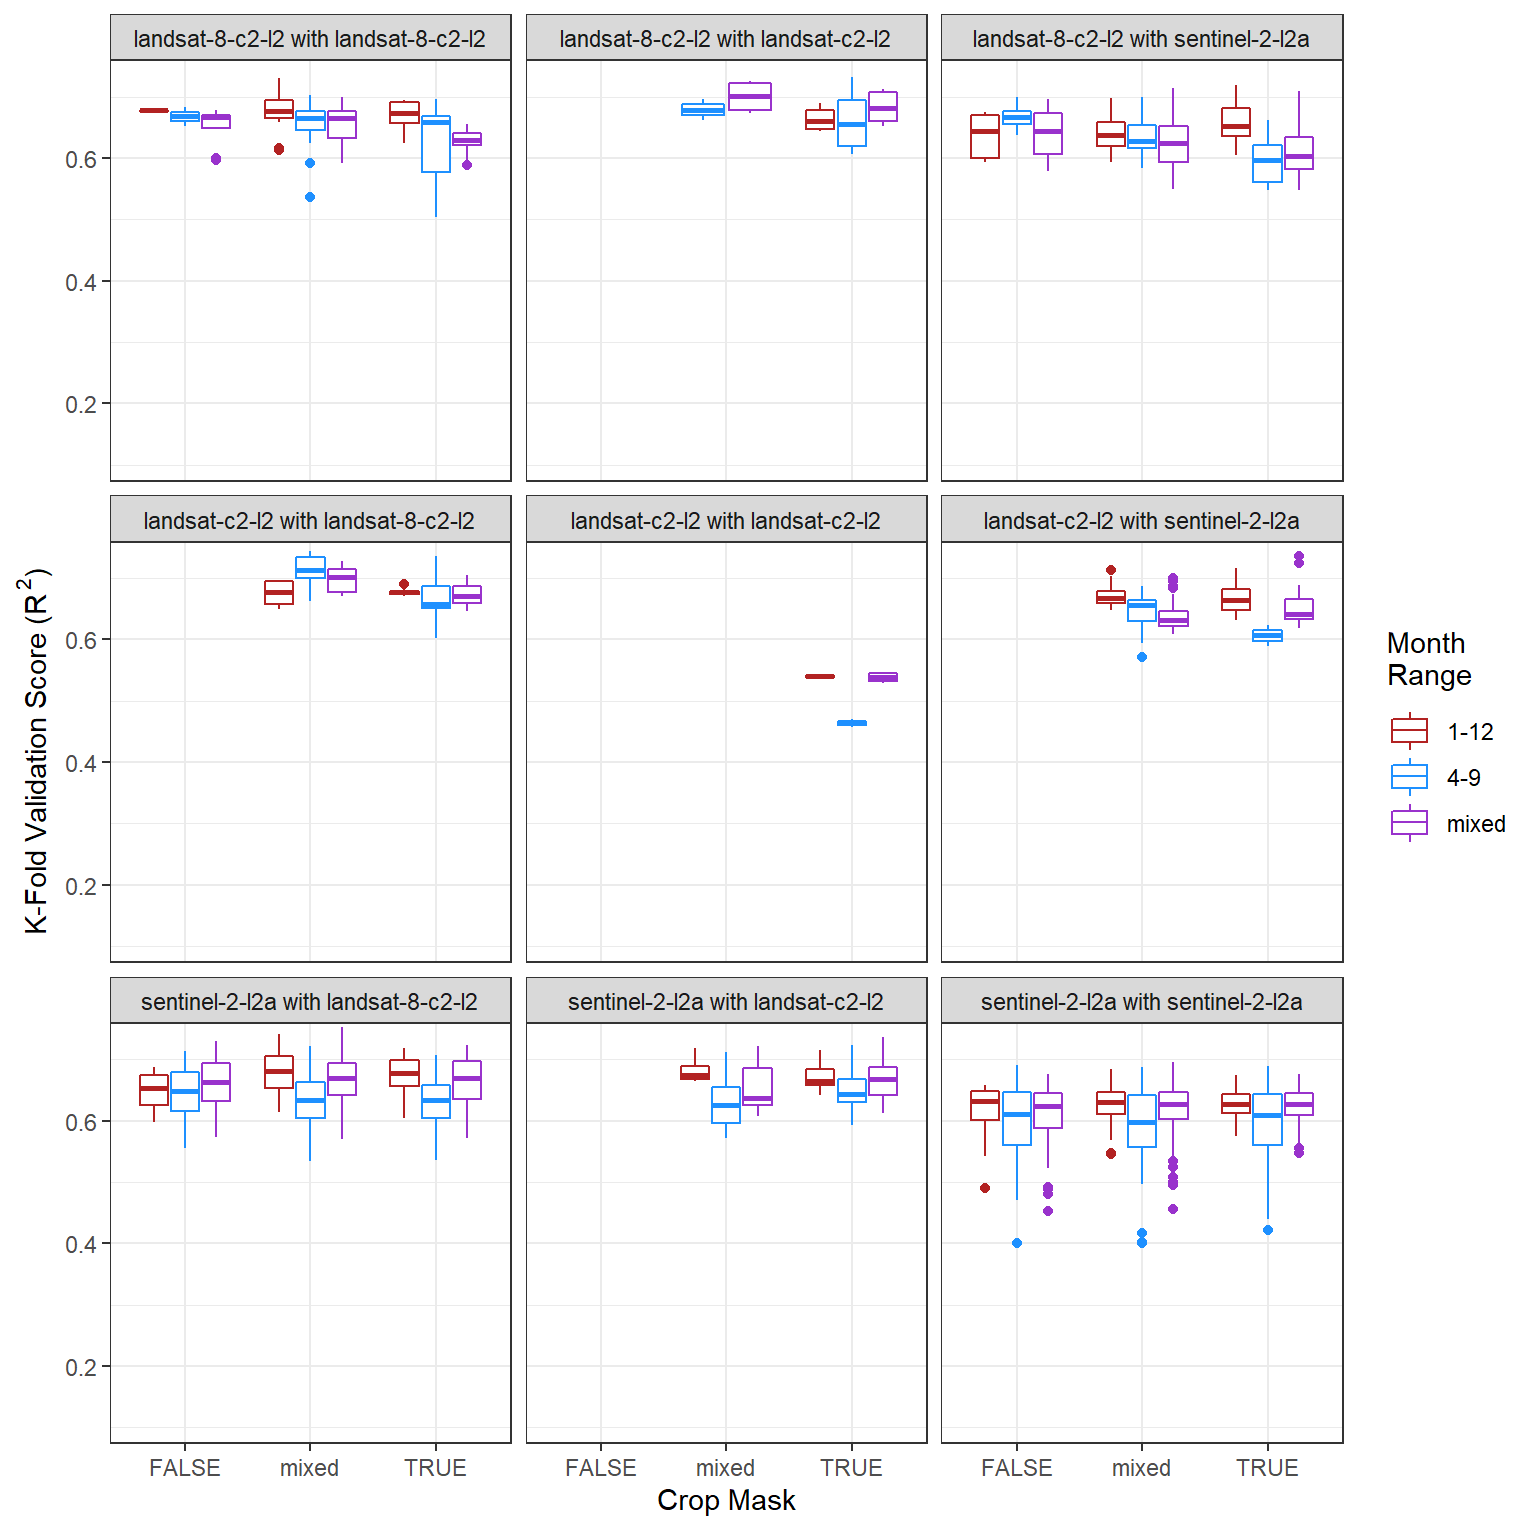 landsat-8-c2-l2 with landsat-8-c2-l2
landsat-8-c2-l2 with landsat-c2-l2
landsat-8-c2-l2 with sentinel-2-l2a
0.6
0.4
0.2
landsat-c2-l2 with landsat-8-c2-l2
landsat-c2-l2 with landsat-c2-l2
landsat-c2-l2 with sentinel-2-l2a
0.6
0.4
0.2
sentinel-2-l2a with landsat-8-c2-l2
sentinel-2-l2a with landsat-c2-l2
sentinel-2-l2a with sentinel-2-l2a
0.6
0.4
0.2
FALSE mixed TRUE
FALSE mixed TRUE
FALSE mixed TRUE
Crop Mask
K-Fold Validation Score (R²)
Month
Range
1-12
4-9
mixed